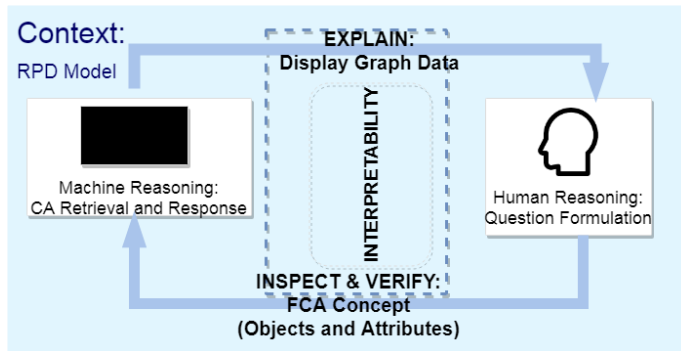 Context:
RPD Model
EXPLAIN:
Display Graph Data
INTERPRETABILITY
Machine Reasoning:
CA Retrieval and Response
Human Reasoning:
Question Formulation
INSPECT & VERIFY:
FCA Concept
(Objects and Attributes)